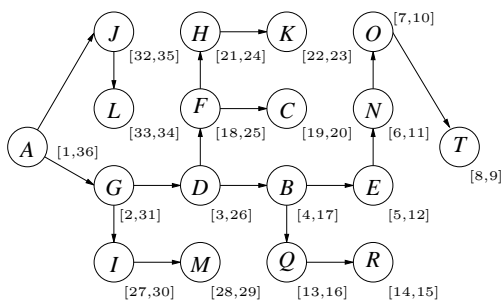 [7,10]
J H K O
[32,35] [21,24] [22,23]
L F C N T
[33,34] [18,25] [19,20] [6,11] [8,9]
A
[1,36]
G D B E
[2,31] [3,26] [4,17] [5,12]
I M Q R
[27,30] [28,29] [13,16] [14,15]